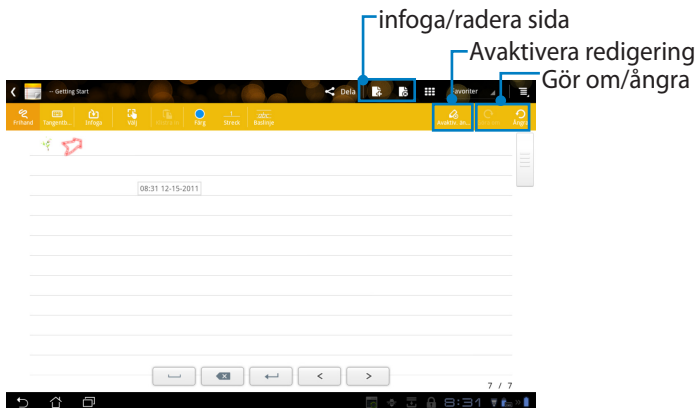 infoga/radera sida
Avaktivera redigering
Gör om/ångra
-- Getting Start
Dela
Favoriter
Frihand Tangentb... Infoga Välj Färg Streck Baslinje Avaktiv. än... Ångra
08:31 12-15-2011
7 / 7
8:31